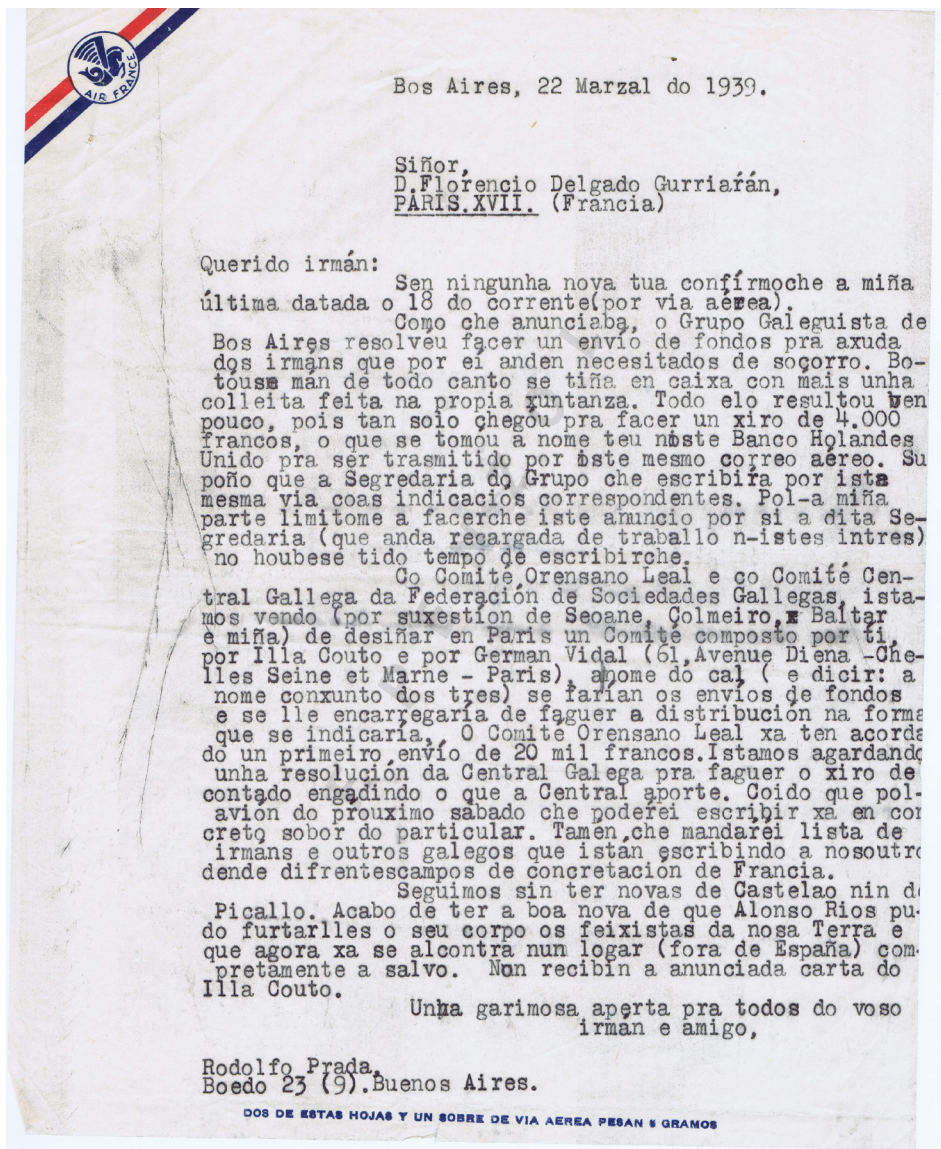 AIR FRANCE
Bos Aires, 22 Marzal do 1939.
Siñor,
D.Florencio Delgado Gurriarán,
PARIS.XVII. (Francia)
Querido irmán:
Sen ningunha nova tua confírmoche a miña
última datada o 18 do corrente(por via aérea).
Como che anunciaba, o Grupo Galeguista de
Bos Aires resolveu facer un envío de fondos pra axuda
dos irmans que por ei anden necesitados de socorro. Bo-
touse man de todo canto se tiña en caixa con mais unha
colleita feita na propia xuntanza. Todo elo resultou ben
pouco, pois tan solo chegou pra facer un xiro de 4.000
francos, o que se tomou a nome teu niste Banco Holandes
Unido pra ser trasmitido por iste mesmo correo aéreo. Su
poño que a Segredaria do Grupo che escribira por ista
mesma via coas indicacios correspondentes. Pol-a miña
parte limitome a facerche iste anuncio por si a dita Se-
gredaria (que anda recargada de traballo n-istes intres)
no houbese tido tempo de escribirche.
Co Comité Orensano Leal e co Comité Cen-
tral Gallega da Federación de Sociedades Gallegas, ista-
mos vendo (por suxestión de Seoane, Colmeiro, Baltar
e miña) de desiñar en Paris un Comité composto por ti,
por Illa Couto e por German Vidal (61,Avenue Diena -Che-
lles Seine et Marne - Paris), anome do cal ( e dicir: a
nome conxunto dos tres) se farían os envíos de fondos
e se lle encarregaría de faguer a distribución na forma
que se indicaría, O Comité Orensano Leal xa ten acorda
do un primeiro envío de 20 mil francos.Istamos agardando
unha resolución da Central Galega pra faguer o xiro de
contado engadindo o que a Central aporte. Coido que pol-
avion do prouximo sábado che poderei escribir xa en con
creto sobor do particular. Tamén che mandarei lista de
irmans e outros galegos que istán escribindo a nosoutro
dende difrentescampos de concretación de Francia.
Seguimos sin ter novas de Castelao nin de
Picallo. Acabo de ter a boa nova de que Alonso Rios pu-
do furtarlles o seu corpo os feixistas da nosa Terra e
que agora xa se alcontra nun logar (fora de España) com-
pretamente a salvo. Non recibin a anunciada carta do
Illa Couto.
Unha garimosa aperta pra todos do voso
irmán e amigo,
Rodolfo Prada,
Boedo 23 (9).Buenos Aires.
DOS DE ESTAS HOJAS Y UN SOBRE DE VIA AEREA PESAN 5 GRAMOS